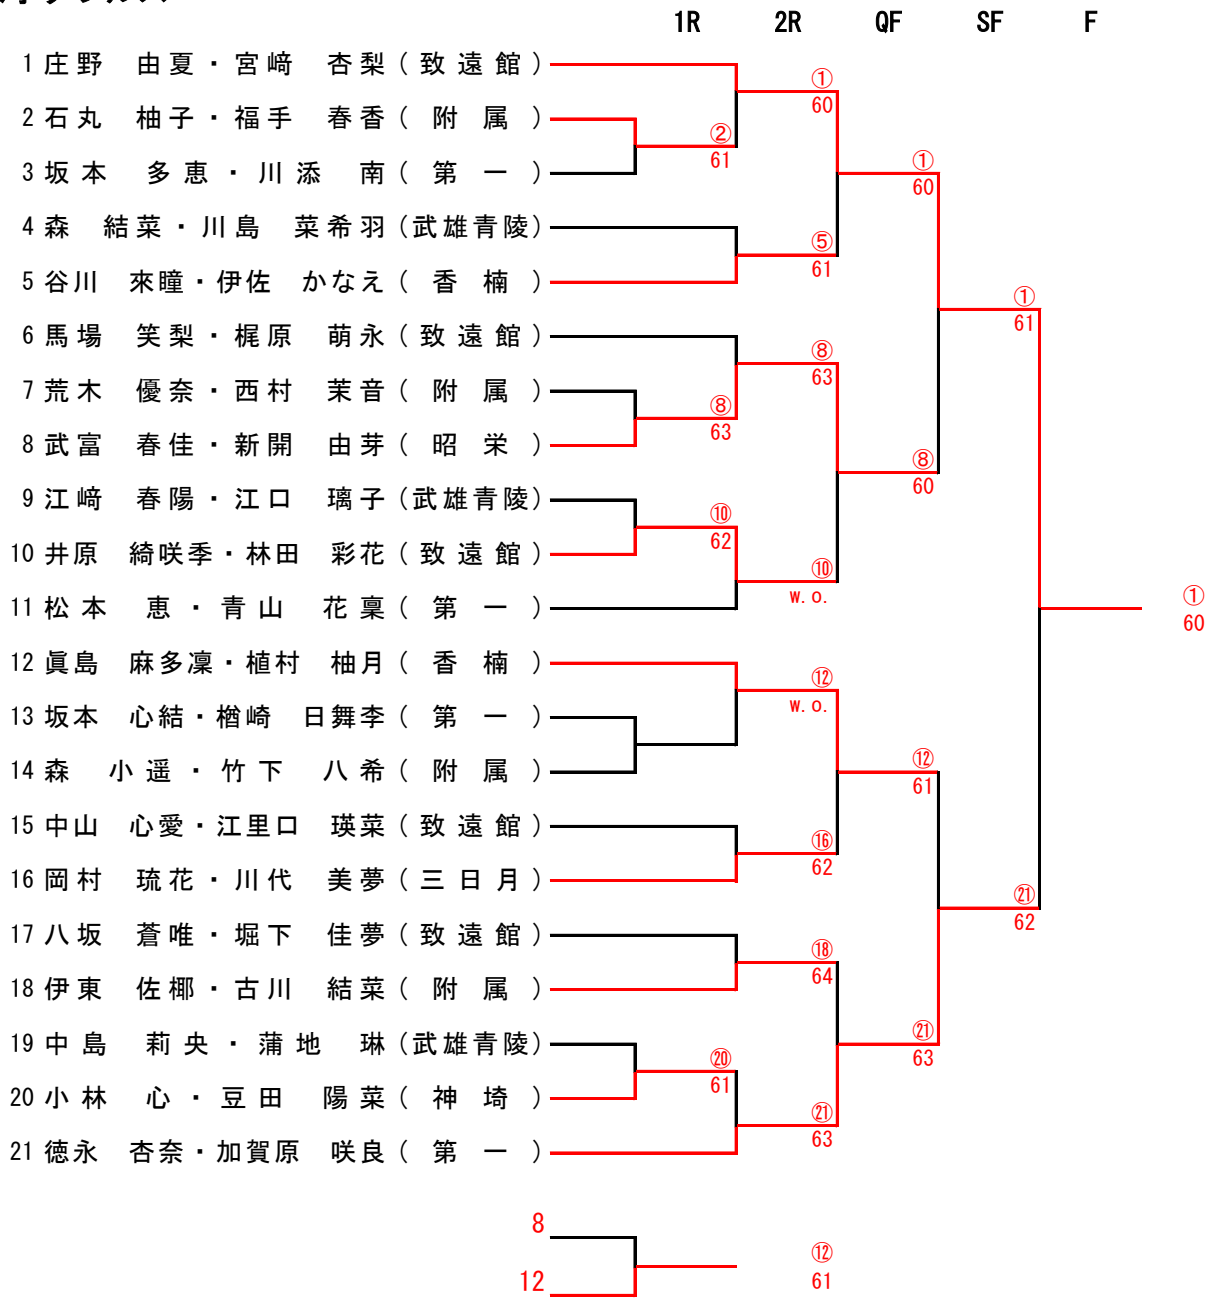 1R 2R QF SF F
1 庄野 由夏・宮﨑 杏梨 (致遠館)
①
60
2 石丸 柚子・福手 春香 (附属)
②
61
3 坂本 多恵・川添 南 (第一)
①
60
4 森 結菜・川島 菜希羽 (武雄青陵)
⑤
61
5 谷川 來瞳・伊佐 かなえ (香楠)
①
61
6 馬場 笑梨・梶原 萌永 (致遠館)
⑧
63
7 荒木 優奈・西村 茉音 (附属)
⑧
63
8 武富 春佳・新開 由芽 (昭栄)
⑧
60
9 江﨑 春陽・江口 璃子 (武雄青陵)
⑩
62
10 井原 綺咲季・林田 彩花 (致遠館)
⑩
w.o.
11 松本 恵・青山 花稟 (第一)
①
60
12 眞島 麻多凜・植村 柚月 (香楠)
⑫
w.o.
13 坂本 心結・楢崎 日舞李 (第一)
14 森 小遥・竹下 八希 (附属)
⑫
61
15 中山 心愛・江里口 瑛菜 (致遠館)
⑯
62
16 岡村 琉花・川代 美夢 (三日月)
㉑
62
17 八坂 蒼唯・堀下 佳夢 (致遠館)
⑱
64
18 伊東 佐椰・古川 結菜 (附属)
㉑
63
19 中島 莉央・蒲地 琳 (武雄青陵)
⑳
61
20 小林 心・豆田 陽菜 (神埼)
㉑
63
21 徳永 杏奈・加賀原 咲良 (第一)
8
⑫
61
12